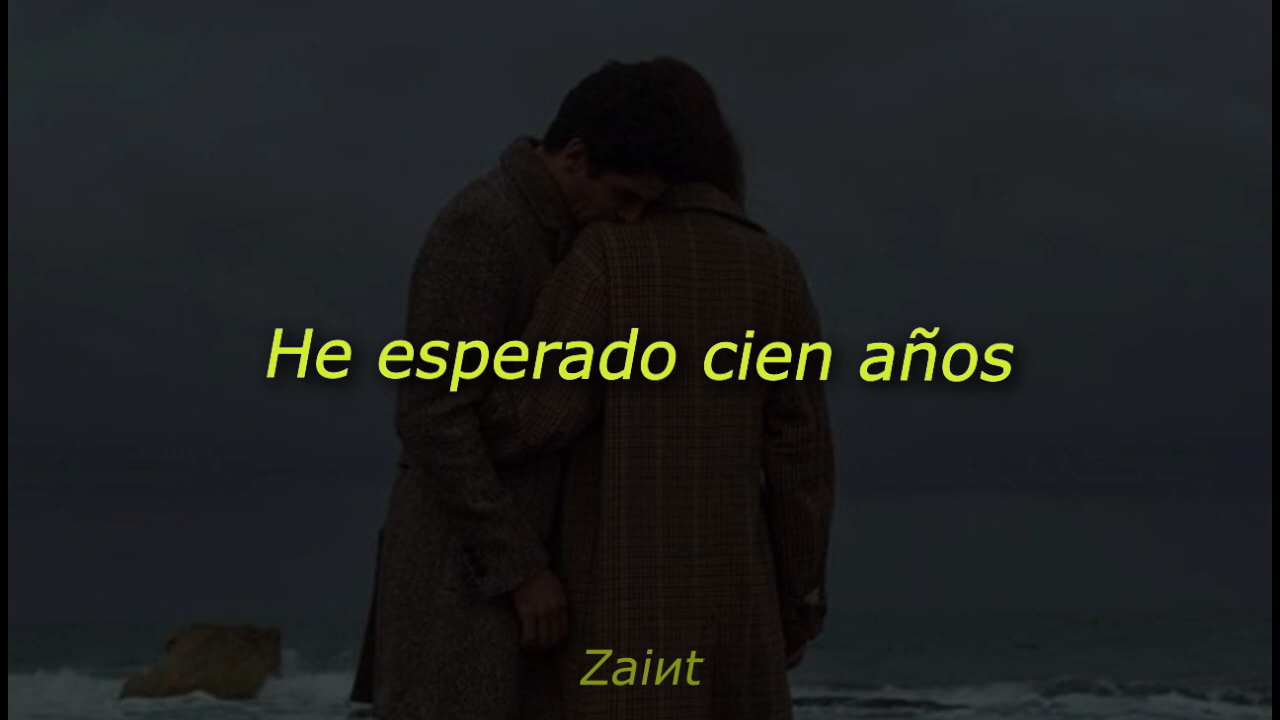 He esperado cien años
Zaiиt